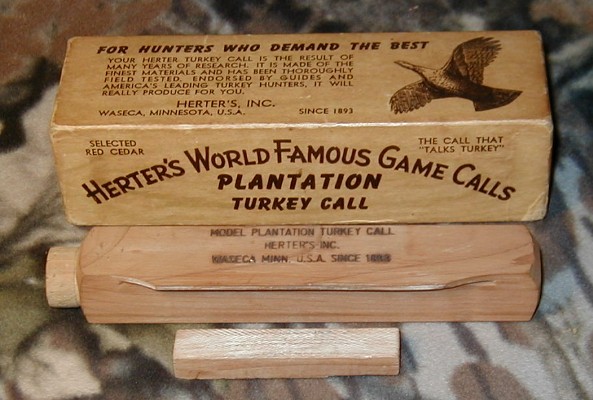 FOR HUNTERS WHO DEMAND THE BEST
YOUR HERTER TURKEY CALL IS THE RESULT OF
MANY YEARS OF RESEARCH. IT IS MADE OF THE
FINEST MATERIALS AND HAS BEEN THOROUGHLY
FIELD TESTED. ENDORSED BY GUIDES AND
AMERICA'S LEADING TURKEY HUNTERS, IT WILL
REALLY PRODUCE FOR YOU.
HERTER'S, INC.
WASECA, MINNESOTA, U.S.A. SINCE 1893
SELECTED
RED CEDAR
THE CALL THAT
"TALKS TURKEY"
HERTER'S WORLD FAMOUS GAME CALLS
PLANTATION
TURKEY CALL
MODEL PLANTATION TURKEY CALL
HERTER'S INC.
WASECA MINN. U.S.A. SINCE 1893